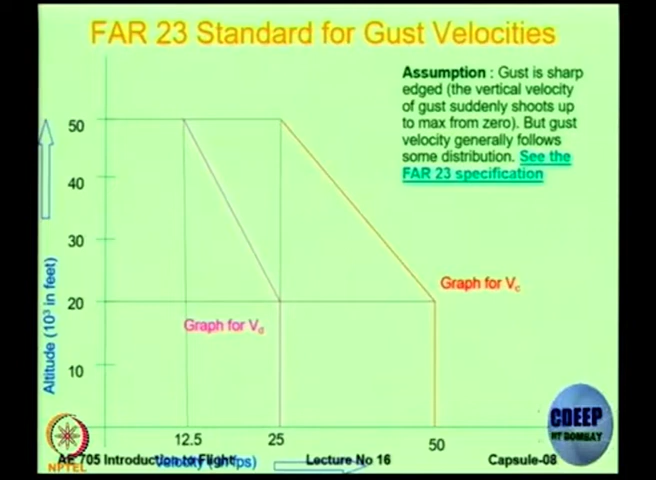 FAR 23 Standard for Gust Velocities
Assumption : Gust is sharp
edged (the vertical velocity
of gust suddenly shoots up
to max from zero). But gust
velocity generally follows
some distribution. See the
FAR 23 specification
50
40
30
20
10
Altitude (10³ in feet)
Graph for Vc
Graph for Vd
12.5
25
50
CDEEP
IIT BOMBAY
NPTEL
AE 705 Introduction to Flight
Lecture No 16
Capsule-08